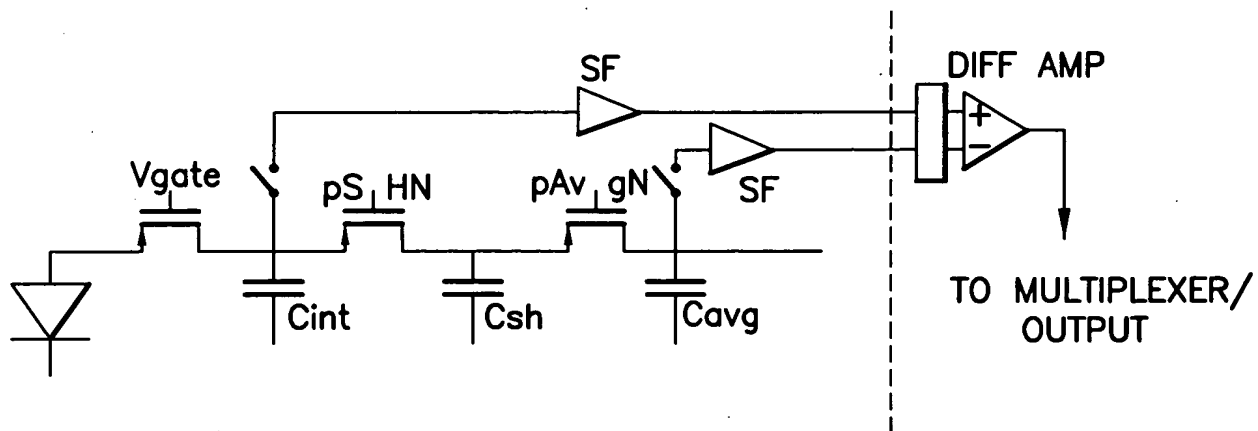 SF
DIFF AMP
+
−
SF
Vgate
pS HN
pAv gN
Cint
Csh
Cavg
TO MULTIPLEXER/
OUTPUT